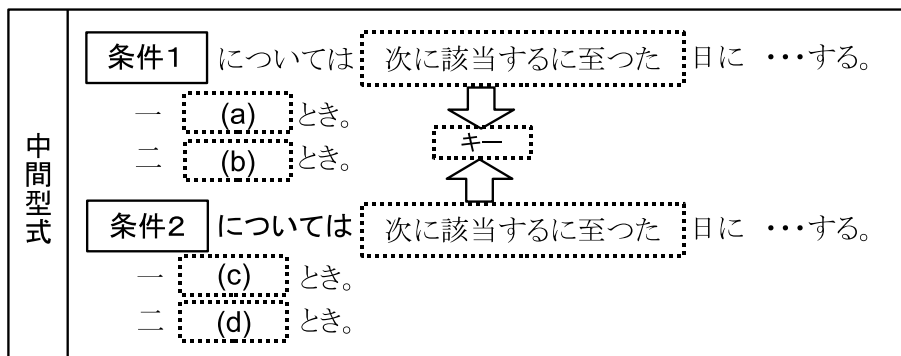 中間型式
条件1 については 次に該当するに至つた 日に ・・・する。
一 (a) とき。
二 (b) とき。
キー
条件2 については 次に該当するに至つた 日に ・・・する。
一 (c) とき。
二 (d) とき。